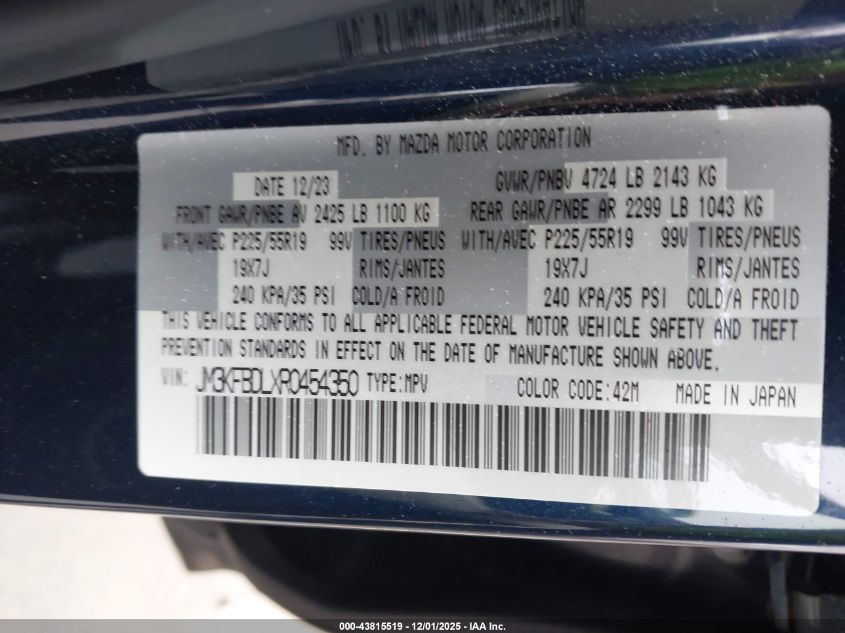 MFD. BY MAZDA MOTOR CORPORATION
DATE 12/23 GVWR/PNBV 4724 LB 2143 KG
FRONT GAWR/PNBE AV 2425 LB 1100 KG REAR GAWR/PNBE AR 2299 LB 1043 KG
WITH/AVEC P225/55R19 99V TIRES/PNEUS WITH/AVEC P225/55R19 99V TIRES/PNEUS
19X7J RIMS/JANTES 19X7J RIMS/JANTES
240 KPA/35 PSI COLD/A FROID 240 KPA/35 PSI COLD/A FROID
THIS VEHICLE CONFORMS TO ALL APPLICABLE FEDERAL MOTOR VEHICLE SAFETY AND THEFT
PREVENTION STANDARDS IN EFFECT ON THE DATE OF MANUFACTURE SHOWN ABOVE.
VIN: JM3KFBDLXR0454350 TYPE:MPV COLOR CODE:42M MADE IN JAPAN
000-43815519 - 12/01/2025 - IAA Inc.